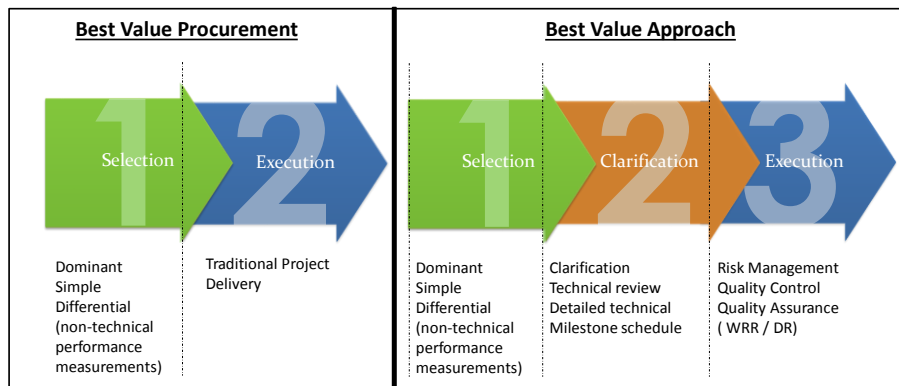 Best Value Procurement
1
Selection
2
Execution
Dominant
Simple
Differential
(non-technical
performance
measurements)
Traditional Project
Delivery
Best Value Approach
1
Selection
2
Clarification
3
Execution
Dominant
Simple
Differential
(non-technical
performance
measurements)
Clarification
Technical review
Detailed technical
Milestone schedule
Risk Management
Quality Control
Quality Assurance
( WRR / DR)